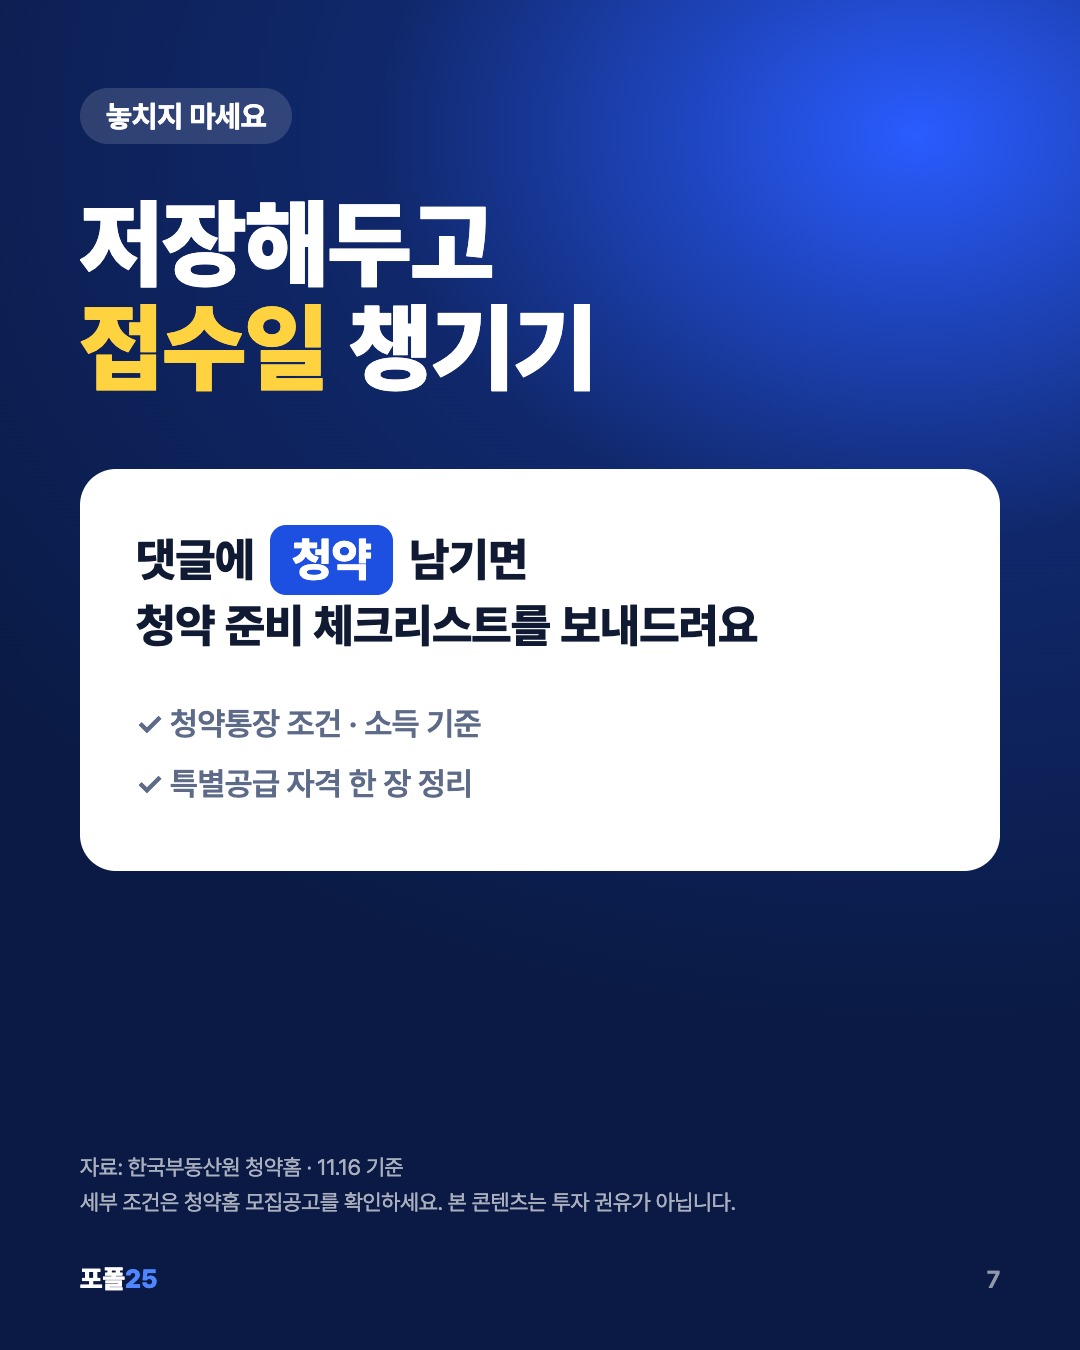 놓치지 마세요
저장해두고
접수일 챙기기
댓글에 청약 남기면
청약 준비 체크리스트를 보내드려요
✓ 청약통장 조건 · 소득 기준
✓ 특별공급 자격 한 장 정리
자료: 한국부동산원 청약홈 · 11.16 기준
세부 조건은 청약홈 모집공고를 확인하세요. 본 콘텐츠는 투자 권유가 아닙니다.
포폴25
7